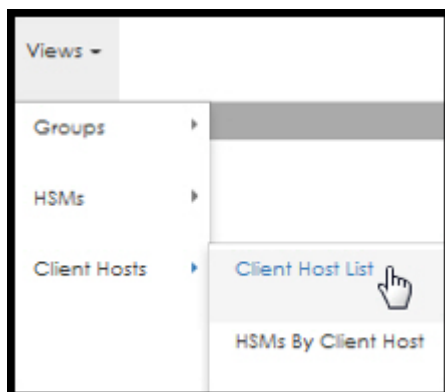 Views
Groups
HSMs
Client Hosts
Client Host List
HSMs By Client Host